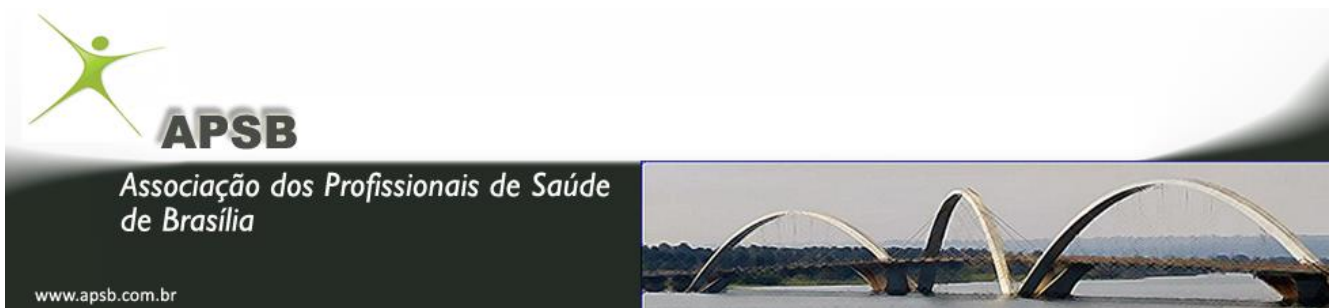 APSB
Associação dos Profissionais de Saúde
de Brasília
www.apsb.com.br